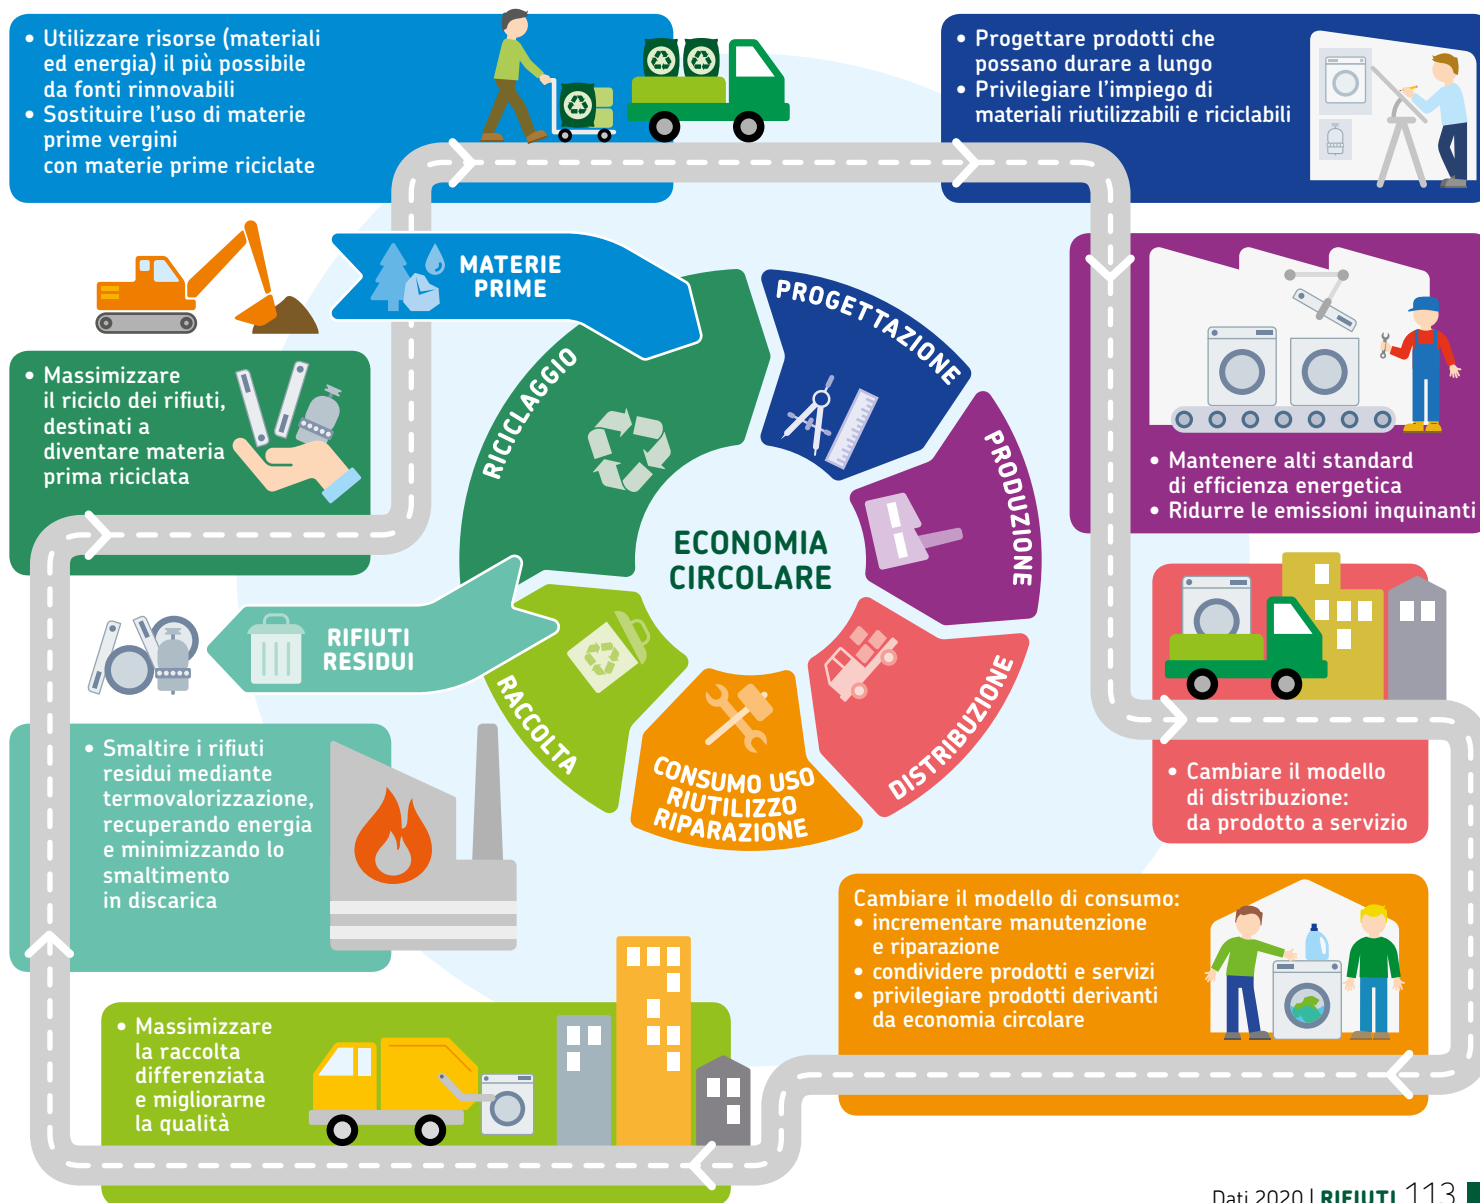 • Utilizzare risorse (materiali
ed energia) il più possibile
da fonti rinnovabili
• Sostituire l'uso di materie
prime vergini
con materie prime riciclate
• Progettare prodotti che
possano durare a lungo
• Privilegiare l'impiego di
materiali riutilizzabili e riciclabili
MATERIE
PRIME
PROGETTAZIONE
RICICLAGGIO
• Massimizzare
il riciclo dei rifiuti,
destinati a
diventare materia
prima riciclata
PRODUZIONE
• Mantenere alti standard
di efficienza energetica
• Ridurre le emissioni inquinanti
ECONOMIA
CIRCOLARE
RIFIUTI
RESIDUI
RACCOLTA
DISTRIBUZIONE
CONSUMO USO
RIUTILIZZO
RIPARAZIONE
• Smaltire i rifiuti
residui mediante
termovalorizzazione,
recuperando energia
e minimizzando lo
smaltimento
in discarica
• Cambiare il modello
di distribuzione:
da prodotto a servizio
Cambiare il modello di consumo:
• incrementare manutenzione
e riparazione
• condividere prodotti e servizi
• privilegiare prodotti derivanti
da economia circolare
• Massimizzare
la raccolta
differenziata
e migliorarne
la qualità
Dati 2020 | RIFIUTI 113